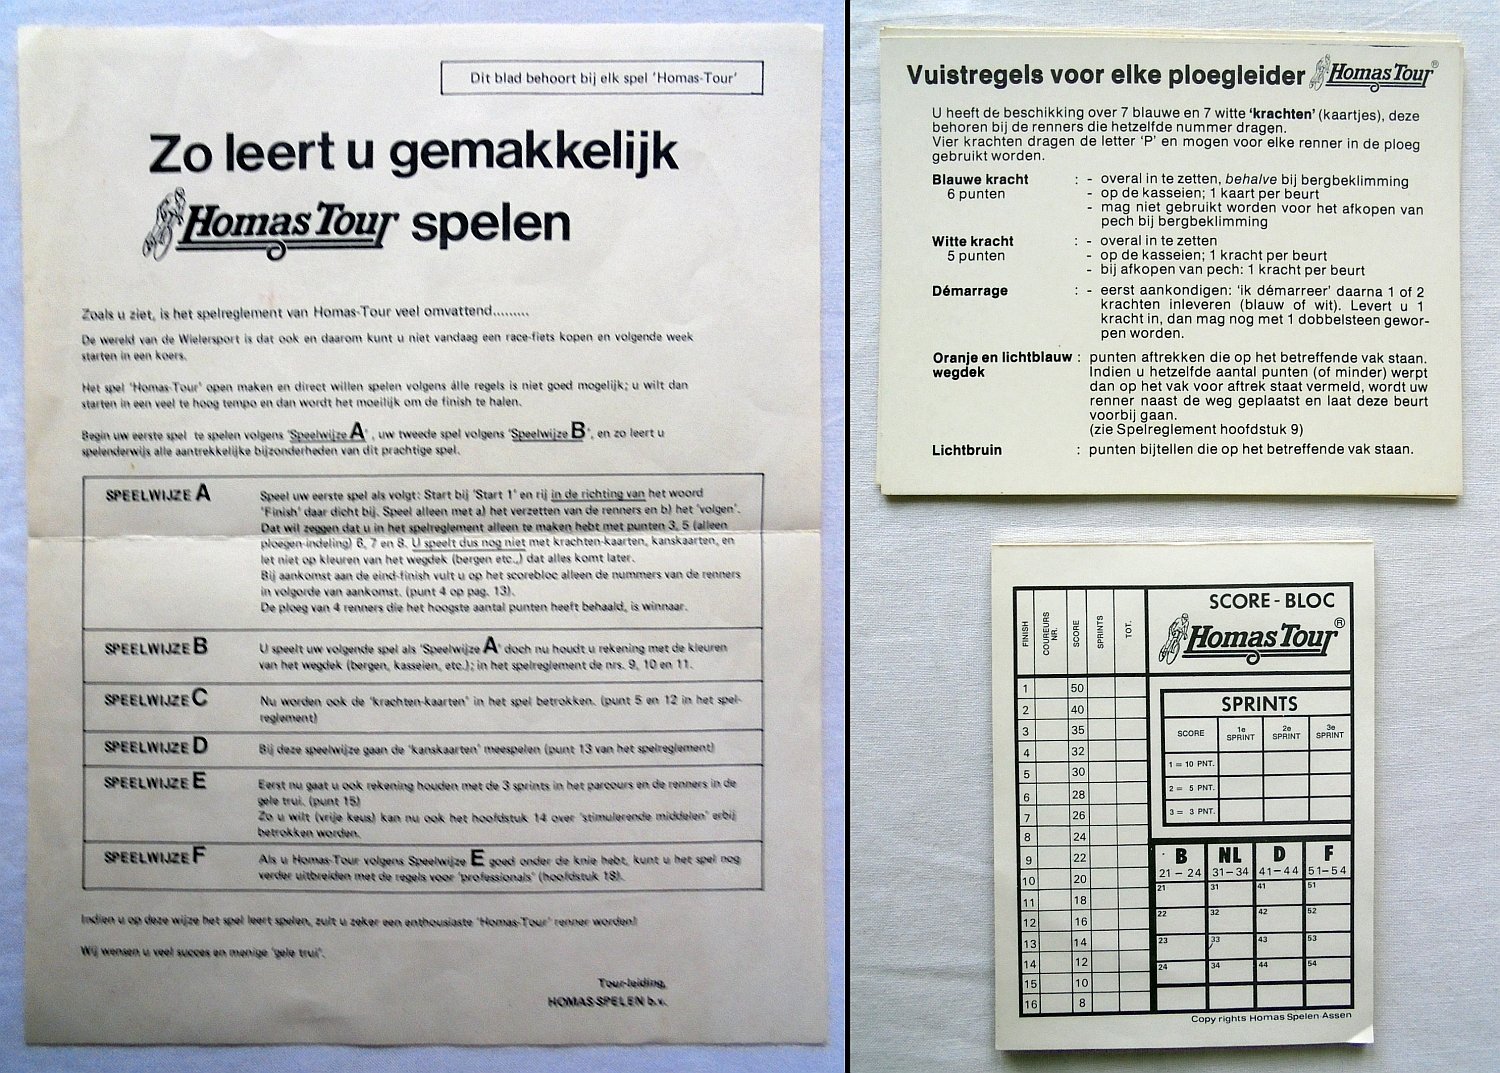 Dit blad behoort bij elk spel 'Homas-Tour'
Zo leert u gemakkelijk
Homas Tour spelen
Zoals u ziet, is het spelreglement van Homas-Tour veel omvattend.........
De wereld van de Wielersport is dat ook en daarom kunt u niet vandaag een race-fiets kopen en volgende week
starten in een koers.
Het spel 'Homas-Tour' open maken en direct willen spelen volgens álle regels is niet goed mogelijk; u wilt dan
starten in een veel te hoog tempo en dan wordt het moeilijk om de finish te halen.
Begin uw eerste spel te spelen volgens 'Speelwijze A', uw tweede spel volgens 'Speelwijze B', en zo leert u
spelenderwijs alle aantrekkelijke bijzonderheden van dit prachtige spel.
SPEELWIJZE A
Speel uw eerste spel als volgt: Start bij 'Start 1' en rij in de richting van het woord
'Finish' daar dicht bij. Speel alleen met a) het verzetten van de renners en b) het 'volgen'.
Dat wil zeggen dat u in het spelreglement alleen te maken hebt met punten 3, 5 (alleen
ploegen-indeling) 6, 7 en 8. U speelt dus nog niet met krachten-kaarten, kanskaarten, en
let niet op kleuren van het wegdek (bergen etc.,) dat alles komt later.
Bij aankomst aan de eind-finish vult u op het scorebloc alleen de nummers van de renners
in volgorde van aankomst. (punt 4 op pag. 13).
De ploeg van 4 renners die het hoogste aantal punten heeft behaald, is winnaar.
SPEELWIJZE B
U speelt uw volgende spel als 'Speelwijze A' doch nu houdt u rekening met de kleuren
van het wegdek (bergen, kasseien, etc.); in het spelreglement de nrs. 9, 10 en 11.
SPEELWIJZE C
Nu worden ook de 'krachten-kaarten' in het spel betrokken. (punt 5 en 12 in het spel-
reglement)
SPEELWIJZE D
Bij deze speelwijze gaan de 'kanskaarten' meespelen (punt 13 van het spelreglement)
SPEELWIJZE E
Eerst nu gaat u ook rekening houden met de 3 sprints in het parcours en de renners in de
gele trui. (punt 15)
Zo u wilt (vrije keus) kan nu ook het hoofdstuk 14 over 'stimulerende middelen' erbij
betrokken worden.
SPEELWIJZE F
Als u Homas-Tour volgens Speelwijze E goed onder de knie hebt, kunt u het spel nog
verder uitbreiden met de regels voor 'professionals' (hoofdstuk 18).
Indien u op deze wijze het spel leert spelen, zult u zeker een enthousiaste 'Homas-Tour' renner worden!
Wij wensen u veel succes en menige 'gele trui'.
Tour-leiding,
HOMAS SPELEN b.v.
Vuistregels voor elke ploegleider Homas Tour®
U heeft de beschikking over 7 blauwe en 7 witte 'krachten' (kaartjes), deze
behoren bij de renners die hetzelfde nummer dragen.
Vier krachten dragen de letter 'P' en mogen voor elke renner in de ploeg
gebruikt worden.
Blauwe kracht : - overal in te zetten, behalve bij bergbeklimming
6 punten - op de kasseien; 1 kaart per beurt
- mag niet gebruikt worden voor het afkopen van
pech bij bergbeklimming
Witte kracht : - overal in te zetten
5 punten - op de kasseien; 1 kracht per beurt
- bij afkopen van pech: 1 kracht per beurt
Démarrage : - eerst aankondigen: 'ik démarreer' daarna 1 of 2
krachten inleveren (blauw of wit). Levert u 1
kracht in, dan mag nog met 1 dobbelsteen gewor-
pen worden.
Oranje en lichtblauw : punten aftrekken die op het betreffende vak staan.
wegdek Indien u hetzelfde aantal punten (of minder) werpt
dan op het vak voor aftrek staat vermeld, wordt uw
renner naast de weg geplaatst en laat deze beurt
voorbij gaan.
(zie Spelreglement hoofdstuk 9)
Lichtbruin : punten bijtellen die op het betreffende vak staan.
FINISH COUREURS NR. SCORE SPRINTS TOT.
1 50
2 40
3 35
4 32
5 30
6 28
7 26
8 24
9 22
10 20
11 18
12 16
13 14
14 12
15 10
16 8
SCORE-BLOC
Homas Tour®
SPRINTS
SCORE 1e SPRINT 2e SPRINT 3e SPRINT
1 = 10 PNT.
2 = 5 PNT.
3 = 3 PNT.
B NL D F
21-24 31-34 41-44 51-54
21 31 41 51
22 32 42 52
23 33 43 53
24 34 44 54
Copy rights Homas Spelen Assen